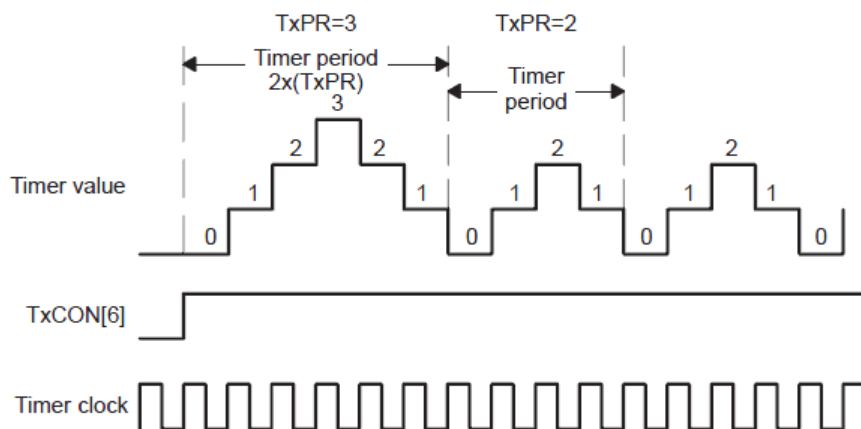 TxPR=3 TxPR=2
Timer period
2x(TxPR)
Timer
period
3
2 2 2 2
Timer value
1 1 1 1 1 1
0 0 0 0
TxCON[6]
Timer clock